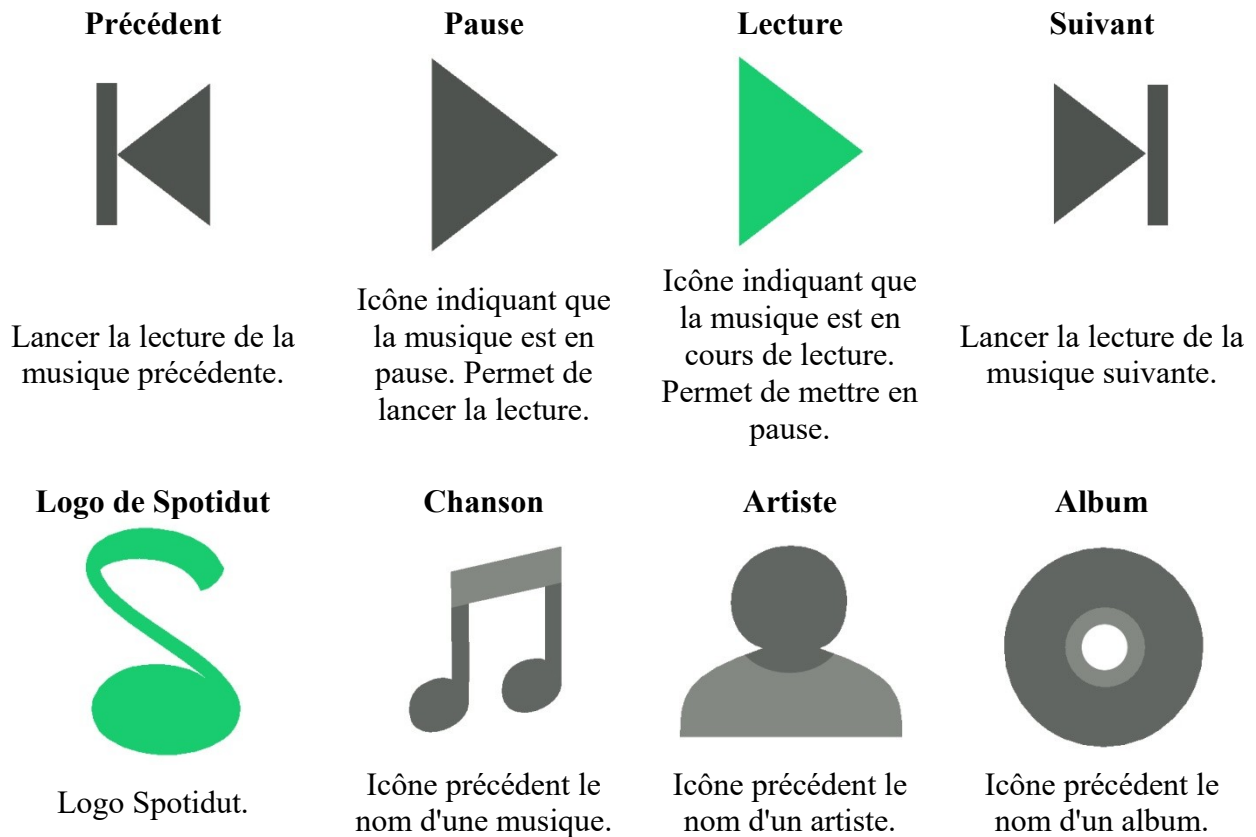 Précédent Pause Lecture Suivant
Lancer la lecture de la
musique précédente.
Icône indiquant que
la musique est en
pause. Permet de
lancer la lecture.
Icône indiquant que
la musique est en
cours de lecture.
Permet de mettre en
pause.
Lancer la lecture de la
musique suivante.
Logo de Spotidut Chanson Artiste Album
Logo Spotidut.
Icône précédent le
nom d'une musique.
Icône précédent le
nom d'un artiste.
Icône précédent le
nom d'un album.